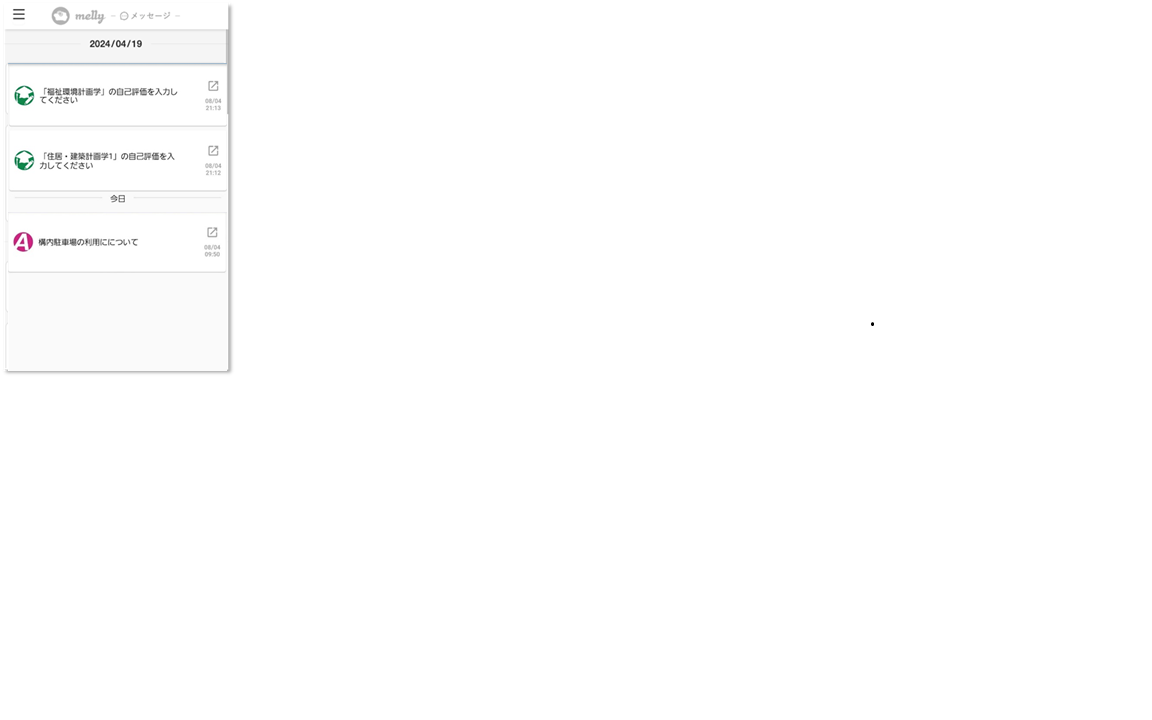 melly − メッセージ −
2024/04/19
「福祉環境計画学」の自己評価を入力し
てください
08/04
21:13
「住居・建築計画学1」の自己評価を入
力してください
08/04
21:12
今日
構内駐車場の利用にについて
08/04
09:50